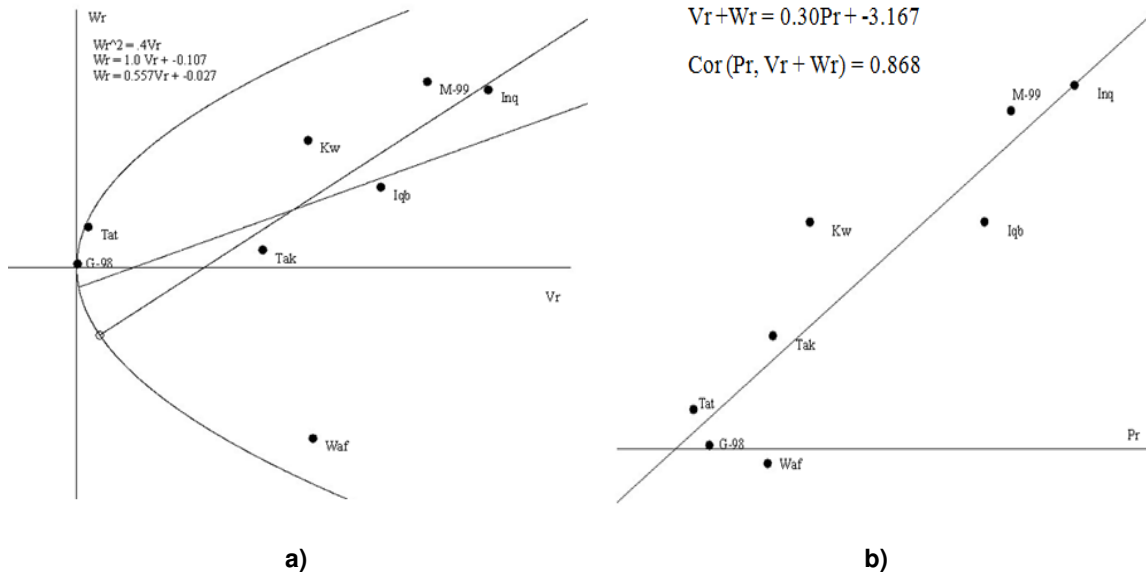 Wr
Wr^2 = .4Vr
Wr = 1.0 Vr + -0.107
Wr = 0.557Vr + -0.027
M-99
Inq
Kw
Iqb
Tat
Tak
G-98
Vr
Waf
a)
Vr+Wr = 0.30Pr + -3.167
Cor (Pr, Vr + Wr) = 0.868
M-99
Inq
Kw
Iqb
Tak
Tat
Pr
G-98
Waf
b)